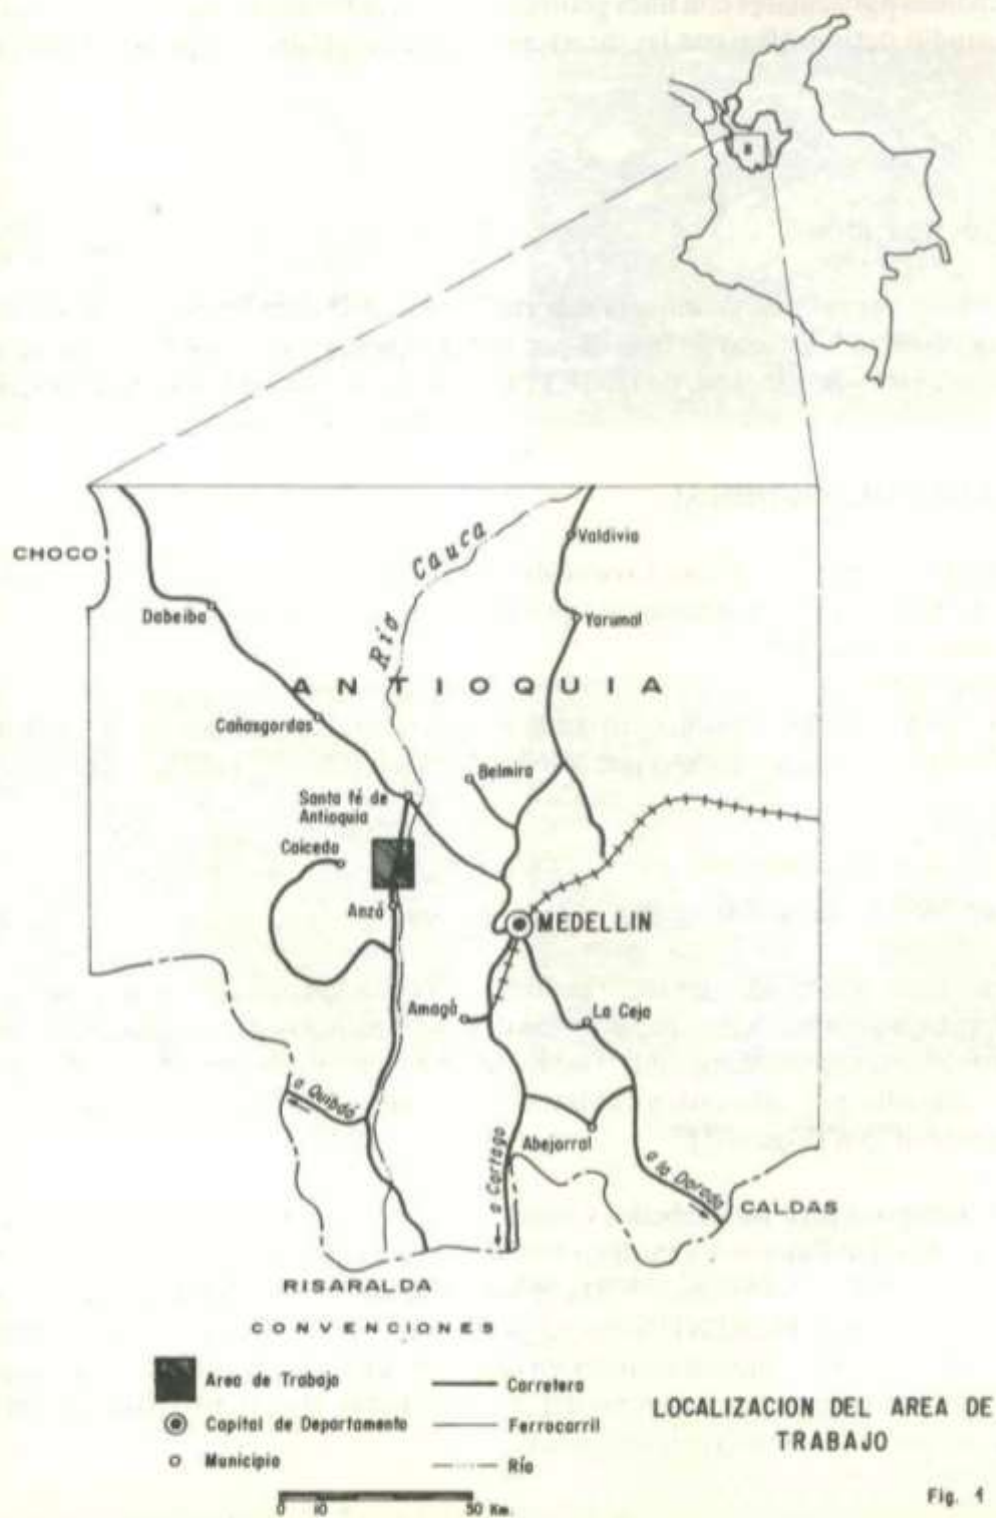 CHOCO
Río Cauca
Valdivia
Dabeiba
Yarumal
ANTIOQUIA
Cañasgordas
Belmira
Santa fé de
Antioquia
Caicedo
Anzá
MEDELLIN
Amagá
La Ceja
a Quibdó
Abejorral
a Cartago
a la Dorada
CALDAS
RISARALDA
CONVENCIONES
Area de Trabajo
Carretera
Capital de Departamento
Ferrocarril
Municipio
Río
0 10 50 Km.
LOCALIZACION DEL AREA DE
TRABAJO
Fig. 1